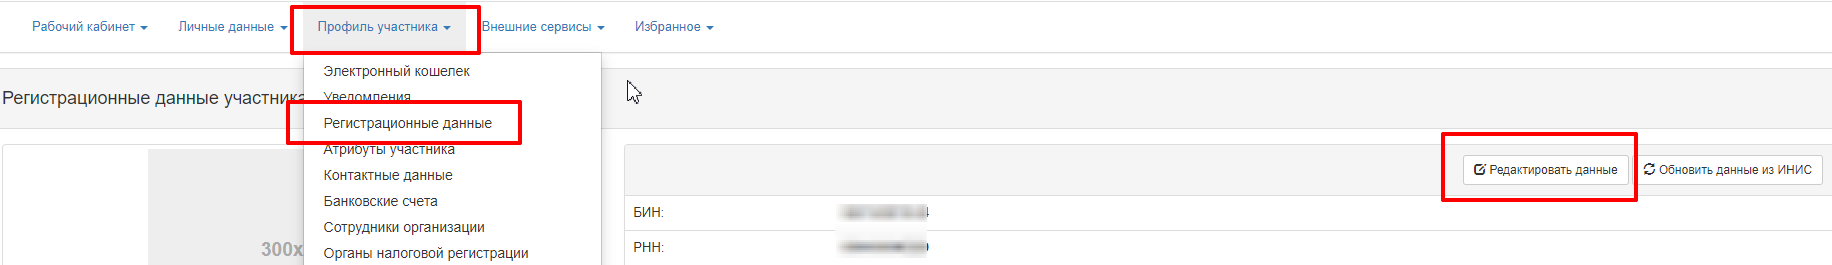 Рабочий кабинет Личные данные Профиль участника Внешние сервисы Избранное
Электронный кошелек
Уведомления
Регистрационные данные участника
Регистрационные данные
Атрибуты участника
Контактные данные
Банковские счета
Сотрудники организации
Органы налоговой регистрации
300x
Редактировать данные Обновить данные из ИНИС
БИН:
РНН: